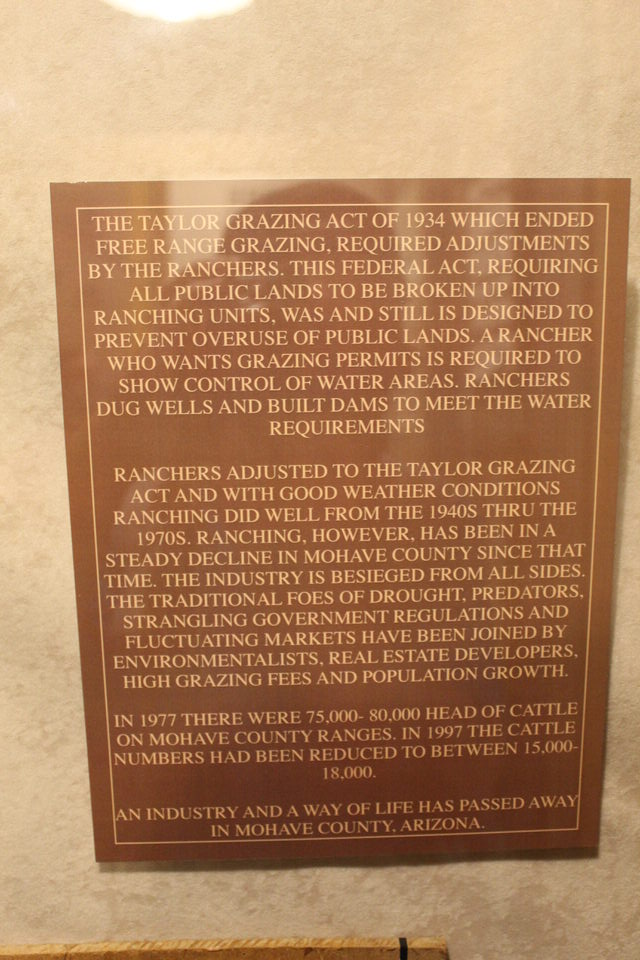 THE TAYLOR GRAZING ACT OF 1934 WHICH ENDED
FREE RANGE GRAZING, REQUIRED ADJUSTMENTS
BY THE RANCHERS. THIS FEDERAL ACT, REQUIRING
ALL PUBLIC LANDS TO BE BROKEN UP INTO
RANCHING UNITS, WAS AND STILL IS DESIGNED TO
PREVENT OVERUSE OF PUBLIC LANDS. A RANCHER
WHO WANTS GRAZING PERMITS IS REQUIRED TO
SHOW CONTROL OF WATER AREAS. RANCHERS
DUG WELLS AND BUILT DAMS TO MEET THE WATER
REQUIREMENTS
RANCHERS ADJUSTED TO THE TAYLOR GRAZING
ACT AND WITH GOOD WEATHER CONDITIONS
RANCHING DID WELL FROM THE 1940S THRU THE
1970S. RANCHING, HOWEVER, HAS BEEN IN A
STEADY DECLINE IN MOHAVE COUNTY SINCE THAT
TIME. THE INDUSTRY IS BESIEGED FROM ALL SIDES.
THE TRADITIONAL FOES OF DROUGHT, PREDATORS,
STRANGLING GOVERNMENT REGULATIONS AND
FLUCTUATING MARKETS HAVE BEEN JOINED BY
ENVIRONMENTALISTS, REAL ESTATE DEVELOPERS,
HIGH GRAZING FEES AND POPULATION GROWTH.
IN 1977 THERE WERE 75,000- 80,000 HEAD OF CATTLE
ON MOHAVE COUNTY RANGES. IN 1997 THE CATTLE
NUMBERS HAD BEEN REDUCED TO BETWEEN 15,000-
18,000.
AN INDUSTRY AND A WAY OF LIFE HAS PASSED AWAY
IN MOHAVE COUNTY, ARIZONA.